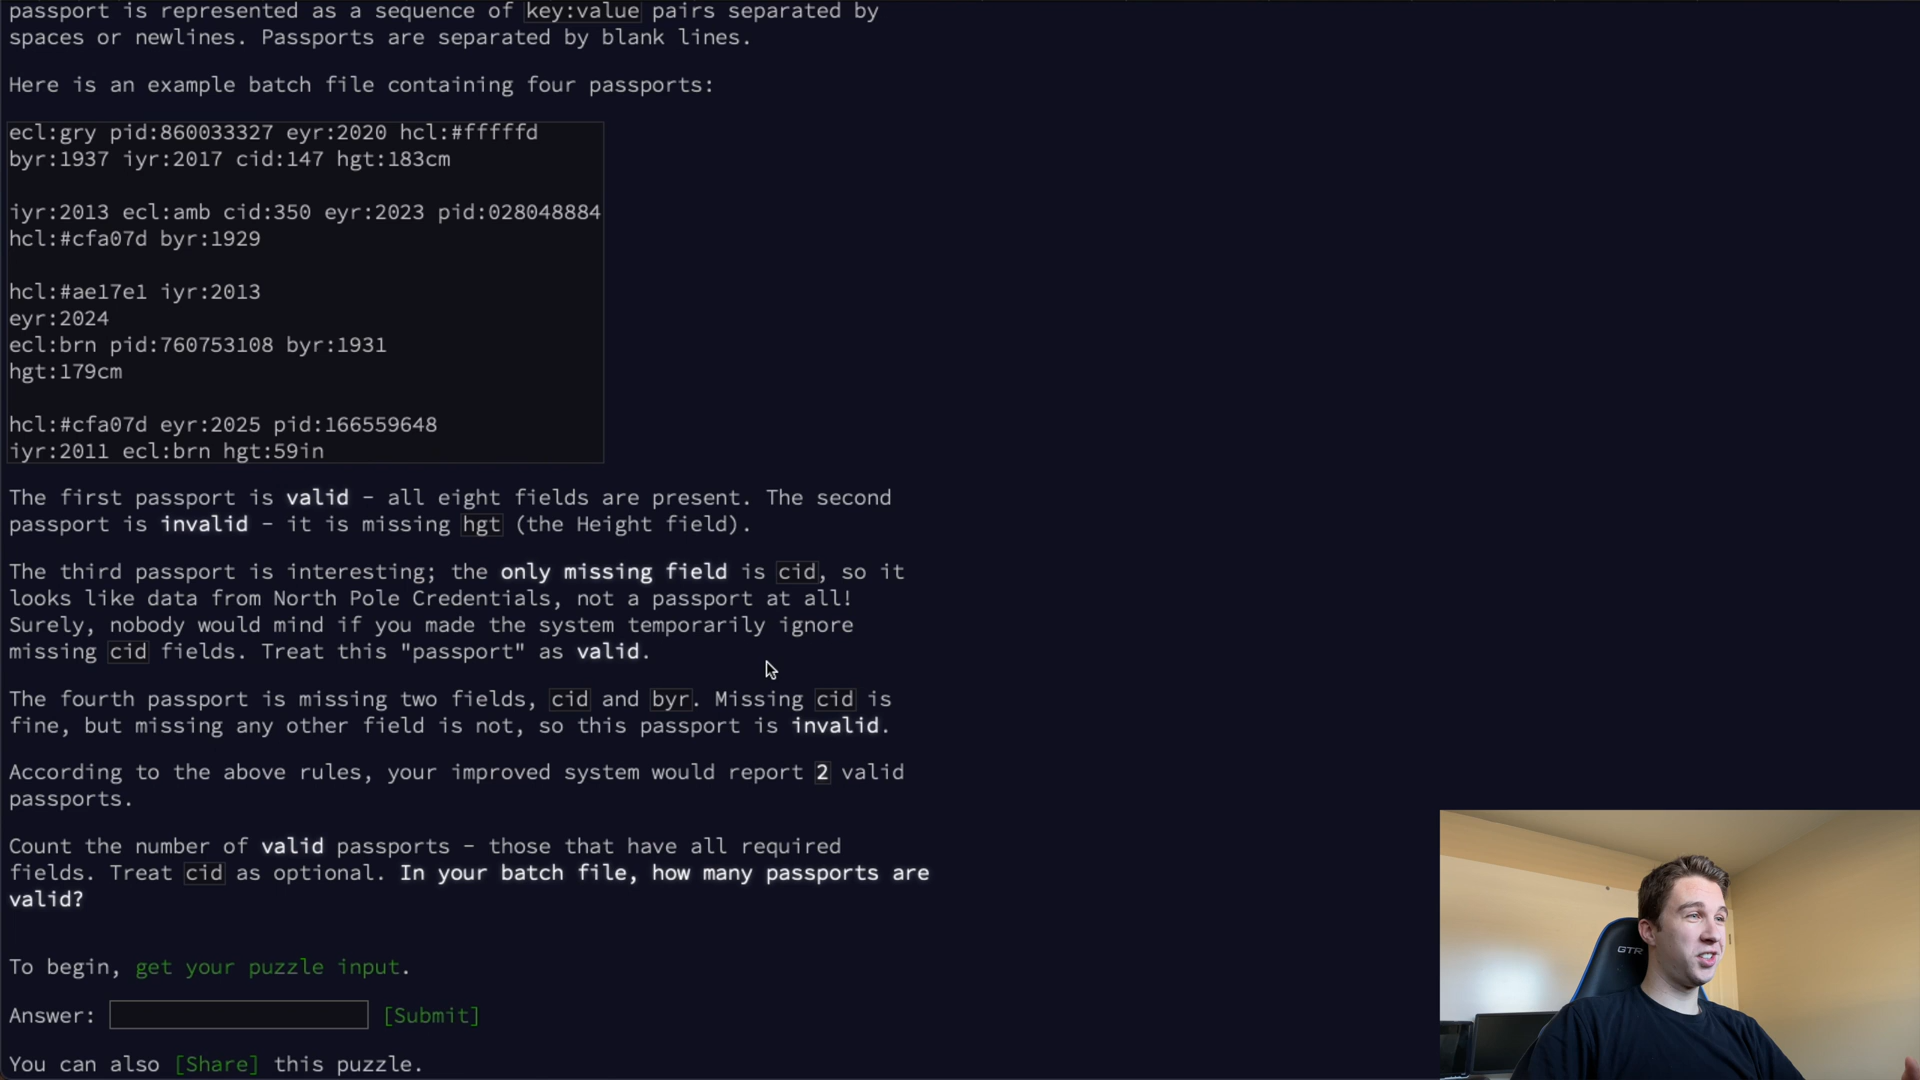 passport is represented as a sequence of key:value pairs separated by
spaces or newlines. Passports are separated by blank lines.
Here is an example batch file containing four passports:
ecl:gry pid:860033327 eyr:2020 hcl:#fffffd
byr:1937 iyr:2017 cid:147 hgt:183cm
iyr:2013 ecl:amb cid:350 eyr:2023 pid:028048884
hcl:#cfa07d byr:1929
hcl:#ae17e1 iyr:2013
eyr:2024
ecl:brn pid:760753108 byr:1931
hgt:179cm
hcl:#cfa07d eyr:2025 pid:166559648
iyr:2011 ecl:brn hgt:59in
The first passport is valid - all eight fields are present. The second
passport is invalid - it is missing hgt (the Height field).
The third passport is interesting; the only missing field is cid, so it
looks like data from North Pole Credentials, not a passport at all!
Surely, nobody would mind if you made the system temporarily ignore
missing cid fields. Treat this "passport" as valid.
The fourth passport is missing two fields, cid and byr. Missing cid is
fine, but missing any other field is not, so this passport is invalid.
According to the above rules, your improved system would report 2 valid
passports.
Count the number of valid passports - those that have all required
fields. Treat cid as optional. In your batch file, how many passports are
valid?
To begin, get your puzzle input.
Answer: [Submit]
You can also [Share] this puzzle.
GTR